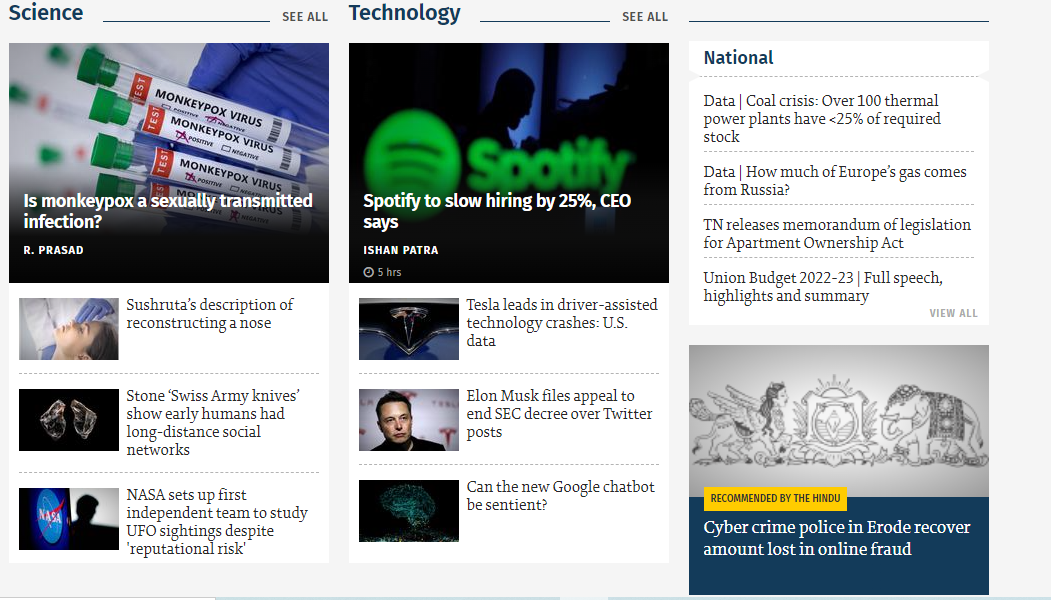 Science
SEE ALL
TEST
MONKEYPOX VIRUS
POSITIVE
NEGATIVE
TEST
MONKEYPOX VIRUS
POSITIVE
NEGATIVE
TEST
MONKEYPOX VIRUS
POSITIVE
NEGATIVE
Is monkeypox a sexually transmitted
infection?
R. PRASAD
Sushruta’s description of
reconstructing a nose
Stone ‘Swiss Army knives’
show early humans had
long-distance social
networks
NASA
NASA sets up first
independent team to study
UFO sightings despite
'reputational risk'
Technology
SEE ALL
Spotify
Spotify to slow hiring by 25%, CEO
says
ISHAN PATRA
5 hrs
Tesla leads in driver-assisted
technology crashes: U.S.
data
Elon Musk files appeal to
end SEC decree over Twitter
posts
Can the new Google chatbot
be sentient?
National
Data | Coal crisis: Over 100 thermal
power plants have <25% of required
stock
Data | How much of Europe’s gas comes
from Russia?
TN releases memorandum of legislation
for Apartment Ownership Act
Union Budget 2022-23 | Full speech,
highlights and summary
VIEW ALL
RECOMMENDED BY THE HINDU
Cyber crime police in Erode recover
amount lost in online fraud